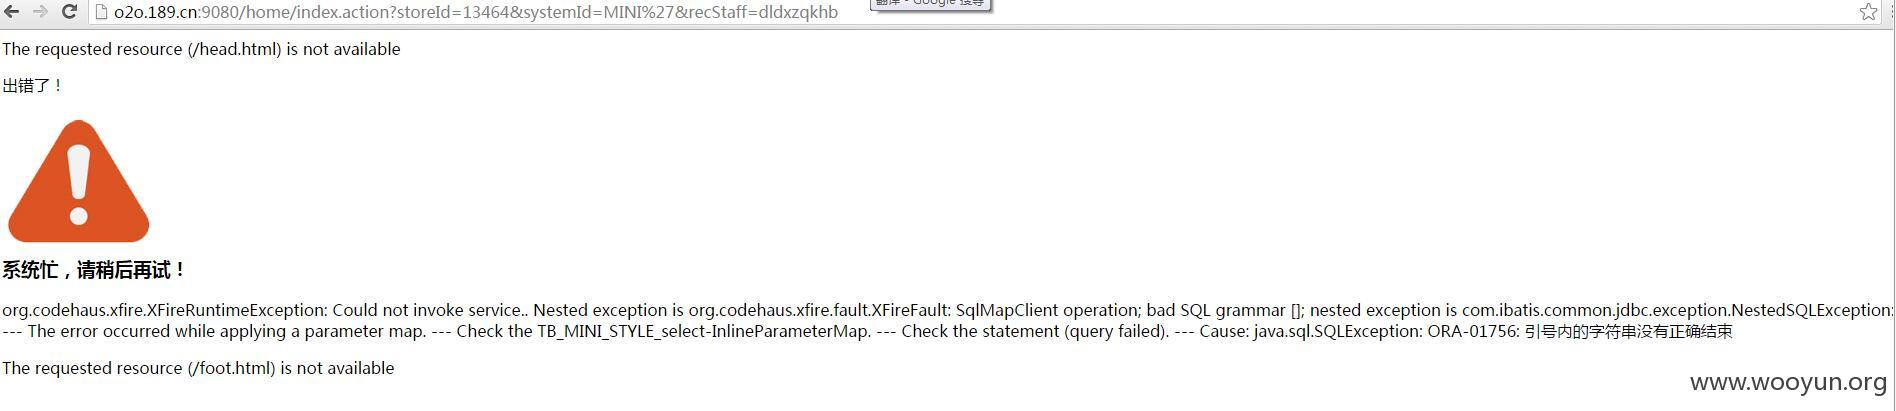 翻译 - Google 搜寻
o2o.189.cn:9080/home/index.action?storeId=13464&systemId=MINI%27&recStaff=dldxzqkhb
The requested resource (/head.html) is not available
出错了！
系统忙，请稍后再试！
org.codehaus.xfire.XFireRuntimeException: Could not invoke service.. Nested exception is org.codehaus.xfire.fault.XFireFault: SqlMapClient operation; bad SQL grammar []; nested exception is com.ibatis.common.jdbc.exception.NestedSQLException:
--- The error occurred while applying a parameter map. --- Check the TB_MINI_STYLE_select-InlineParameterMap. --- Check the statement (query failed). --- Cause: java.sql.SQLException: ORA-01756: 引号内的字符串没有正确结束
The requested resource (/foot.html) is not available
www.wooyun.org